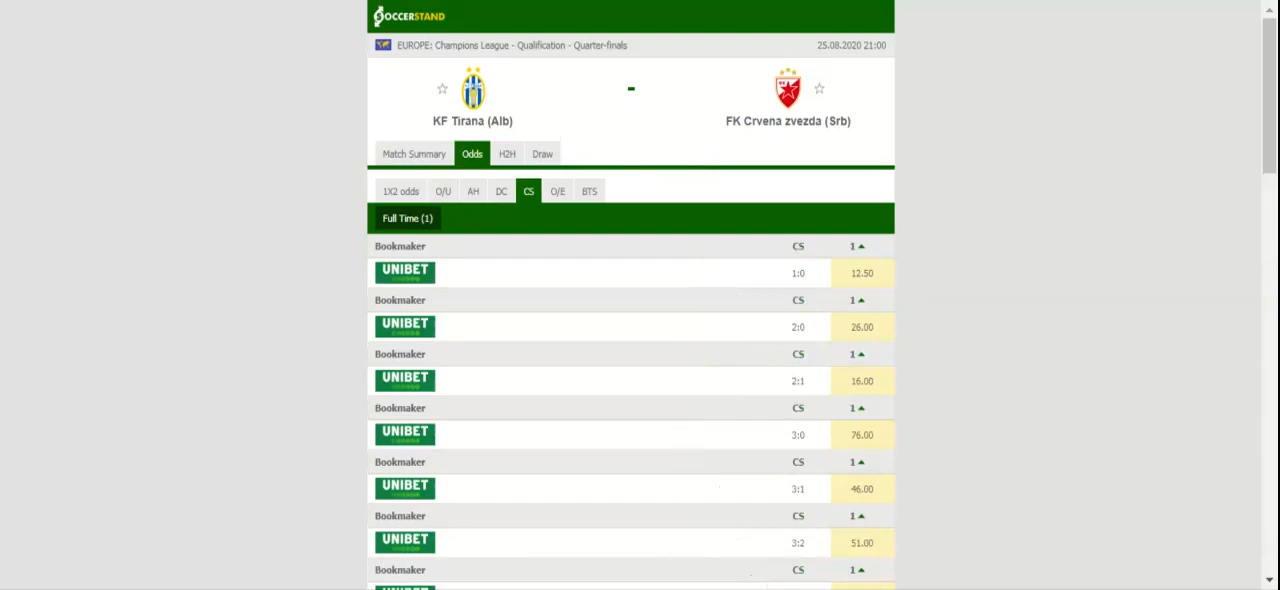 SOCCERSTAND
EUROPE: Champions League - Qualification - Quarter-finals 25.08.2020 21:00
-
KF Tirana (Alb) FK Crvena zvezda (Srb)
Match Summary Odds H2H Draw
1X2 odds O/U AH DC CS O/E BTS
Full Time (1)
Bookmaker CS 1
UNIBET 1:0 12.50
Bookmaker CS 1
UNIBET 2:0 26.00
Bookmaker CS 1
UNIBET 2:1 16.00
Bookmaker CS 1
UNIBET 3:0 76.00
Bookmaker CS 1
UNIBET 3:1 46.00
Bookmaker CS 1
UNIBET 3:2 51.00
Bookmaker CS 1